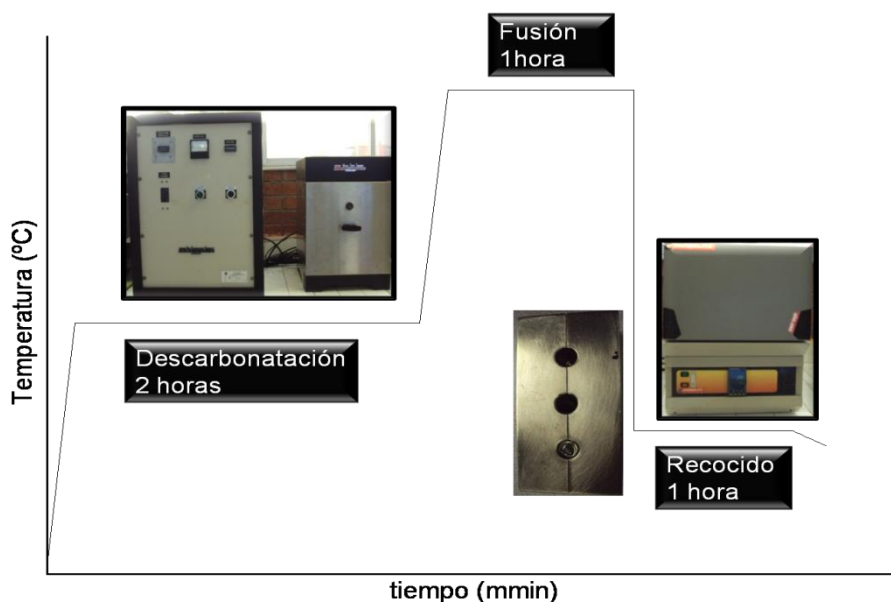 Fusión
1hora
Temperatura (ºC)
Descarbonatación
2 horas
Recocido
1 hora
tiempo (mmin)